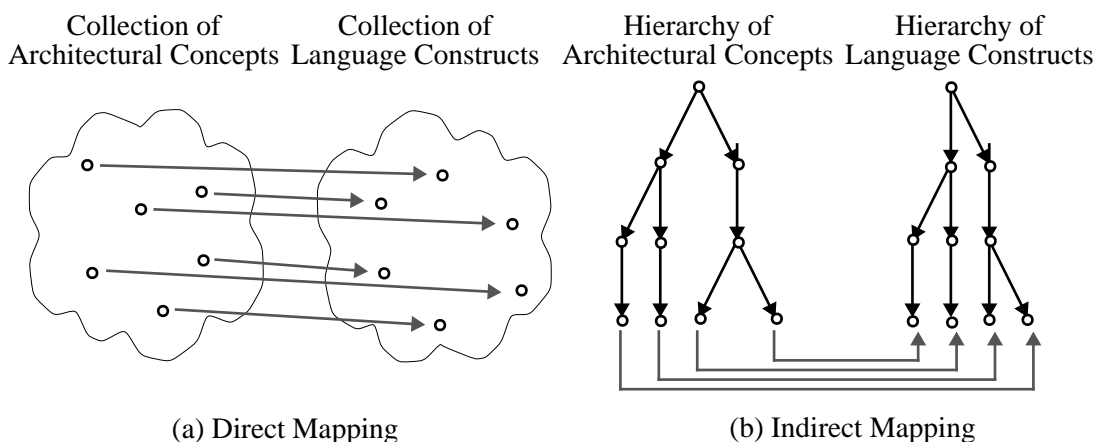 Collection of
Architectural Concepts
Collection of
Language Constructs
Hierarchy of
Architectural Concepts
Hierarchy of
Language Constructs
(a) Direct Mapping
(b) Indirect Mapping